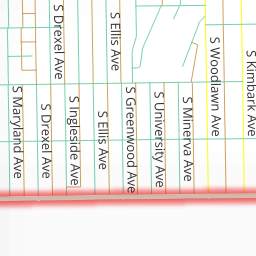 S Drexel Ave
S Ellis Ave
S Woodlawn Ave
S Kimbark Ave
S Maryland Ave
S Drexel Ave
S Ingleside Ave
S Ellis Ave
S Greenwood Ave
S University Ave
S Minerva Ave